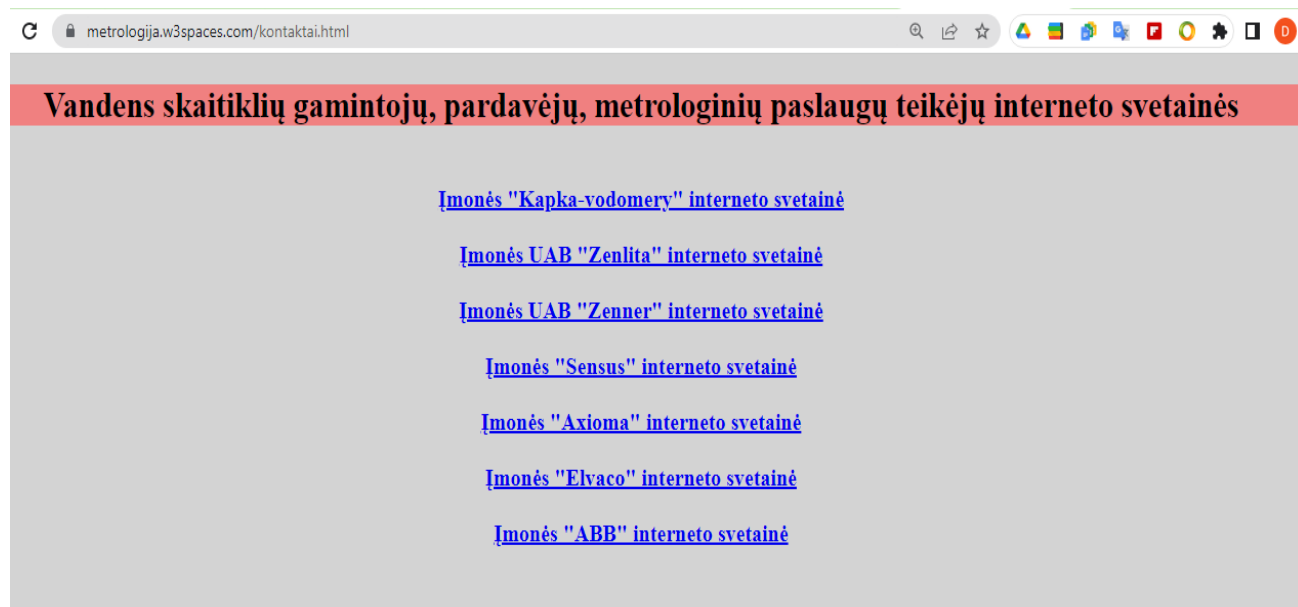 metrologija.w3spaces.com/kontaktai.html
D
Vandens skaitiklių gamintojų, pardavėjų, metrologinių paslaugų teikėjų interneto svetainės
Įmonės "Kapka-vodomery" interneto svetainė
Įmonės UAB "Zenlita" interneto svetainė
Įmonės UAB "Zenner" interneto svetainė
Įmonės "Sensus" interneto svetainė
Įmonės "Axioma" interneto svetainė
Įmonės "Elvaco" interneto svetainė
Įmonės "ABB" interneto svetainė